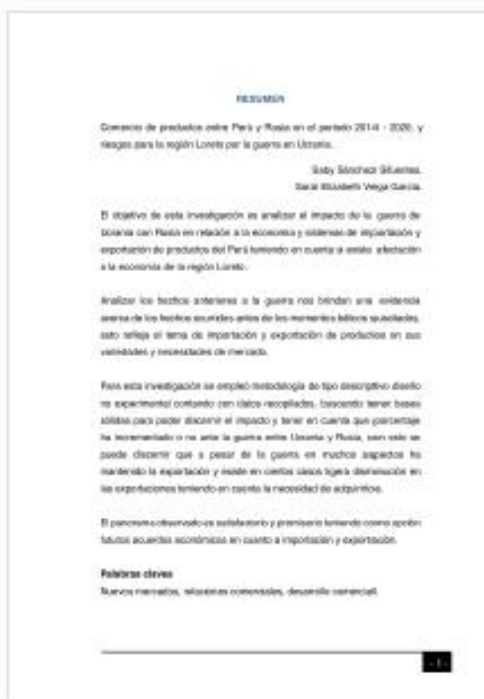 RESUMEN
Comercio de productos entre Perú y Rusia en el periodo 2014 - 2020, y
riesgos para la región Loreto por la guerra en Ucrania.
Gaby Sánchez Sifuentes.
Sarai Elizabeth Veiga García.
El objetivo de esta investigación es analizar el impacto de la guerra de
Ucrania con Rusia en relación a la economía y sistemas de importación y
exportación de productos del Perú teniendo en cuenta si existe afectación
a la economía de la región Loreto.
Analizar los hechos anteriores a la guerra nos brindan una evidencia
acerca de los hechos ocurridos antes de los momentos bélicos suscitados,
esto refleja el tema de importación y exportación de productos en sus
variedades y necesidades de mercado.
Para esta investigación se empleó metodología de tipo descriptivo diseño
no experimental contando con datos recopilados, buscando tener bases
sólidas para poder discernir el impacto y tener en cuenta que porcentaje
ha incrementado o no ante la guerra entre Ucrania y Rusia, con esto se
puede discernir que a pesar de la guerra en muchos aspectos ha
mantenido la exportación y existe en ciertos casos ligera disminución en
las exportaciones teniendo en cuenta la necesidad de adquirirlos.
El panorama observado es satisfactorio y promisorio teniendo como opción
futuros acuerdos económicos en cuanto a importación y exportación.
Palabras claves
Nuevos mercados, relaciones comerciales, desarrollo comercial.
- 1 -